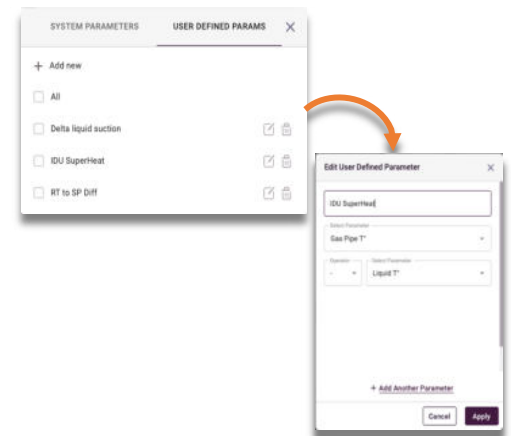 SYSTEM PARAMETERS USER DEFINED PARAMS
+ Add new
All
Delta liquid suction
IDU SuperHeat
RT to SP Diff
Edit User Defined Parameter
IDU SuperHeat
Select Parameter
Gas Pipe T°
Operator Select Parameter
- Liquid T°
+ Add Another Parameter
Cancel Apply